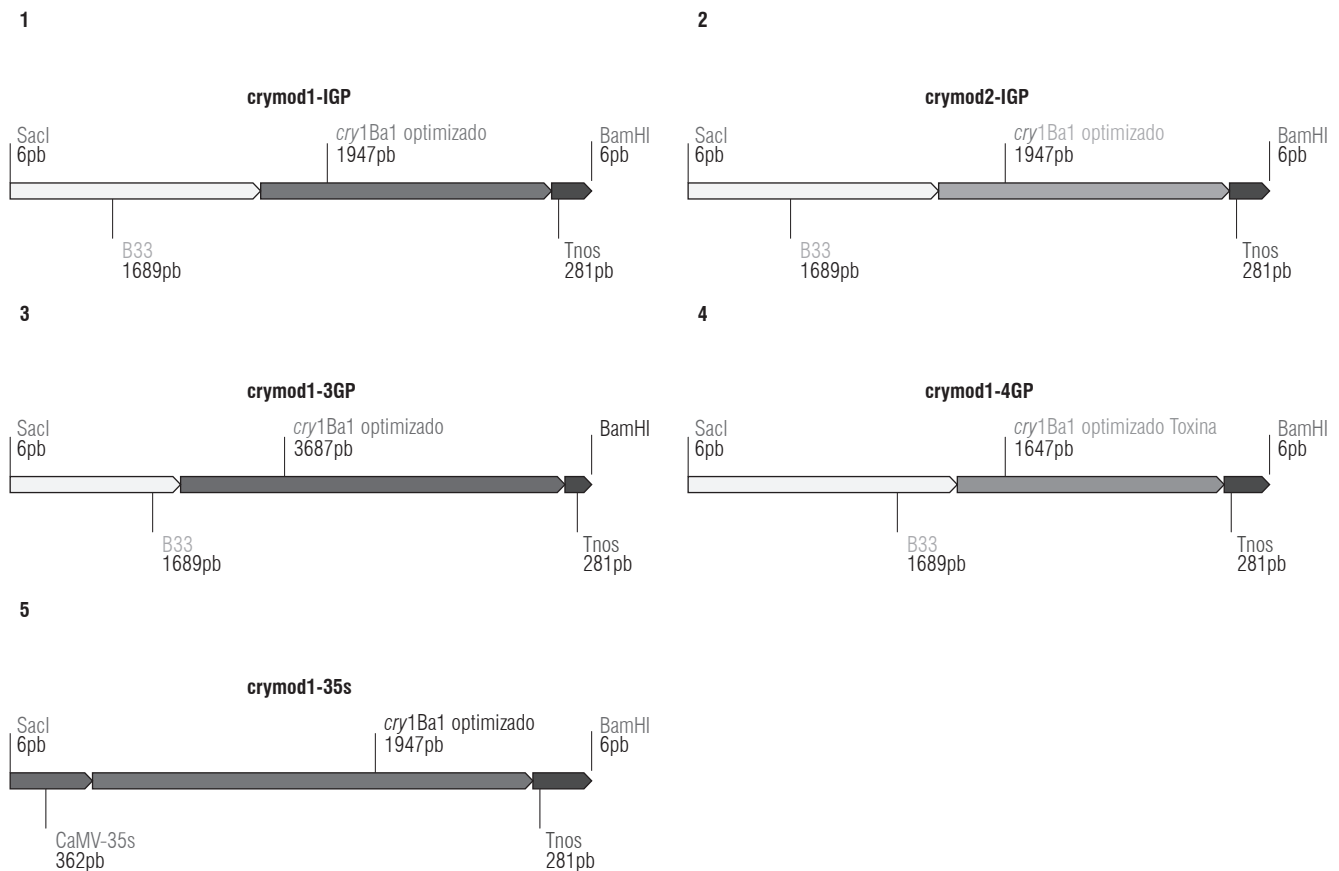 1
crymod1-IGP
SacI
6pb
cry1Ba1 optimizado
1947pb
BamHI
6pb
B33
1689pb
Tnos
281pb
2
crymod2-IGP
SacI
6pb
cry1Ba1 optimizado
1947pb
BamHI
6pb
B33
1689pb
Tnos
281pb
3
crymod1-3GP
SacI
6pb
cry1Ba1 optimizado
3687pb
BamHI
B33
1689pb
Tnos
281pb
4
crymod1-4GP
SacI
6pb
cry1Ba1 optimizado Toxina
1647pb
BamHI
6pb
B33
1689pb
Tnos
281pb
5
crymod1-35s
SacI
6pb
cry1Ba1 optimizado
1947pb
BamHI
6pb
CaMV-35s
362pb
Tnos
281pb